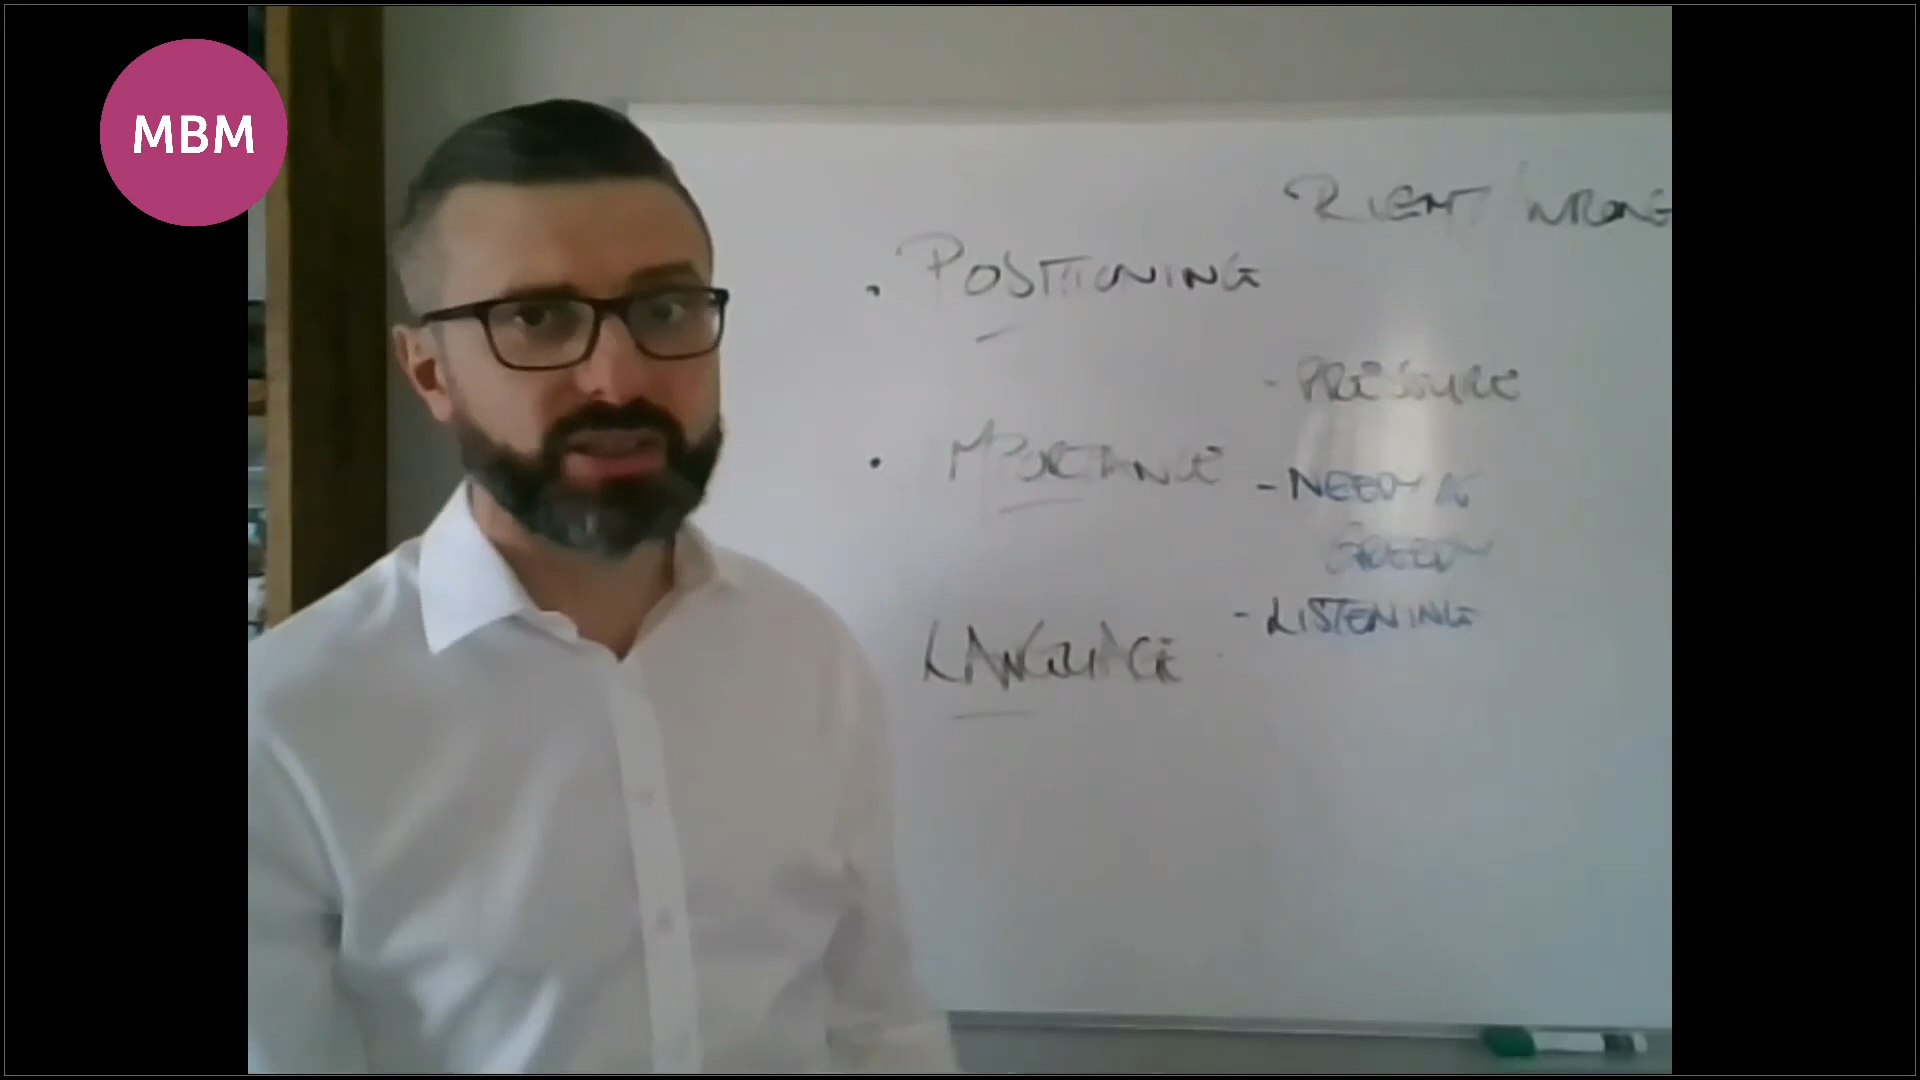 MBM
RIGHT/WRONG
• POSITIONING
- PRESSURE
• IMPORTANCE
- NEEDY
GREEDY
- LISTENING
LANGUAGE